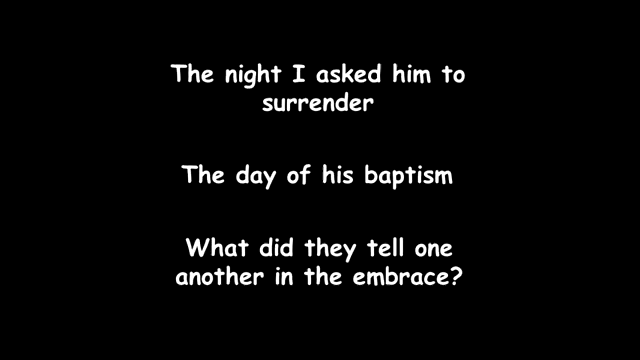 The night I asked him to
surrender
The day of his baptism
What did they tell one
another in the embrace?